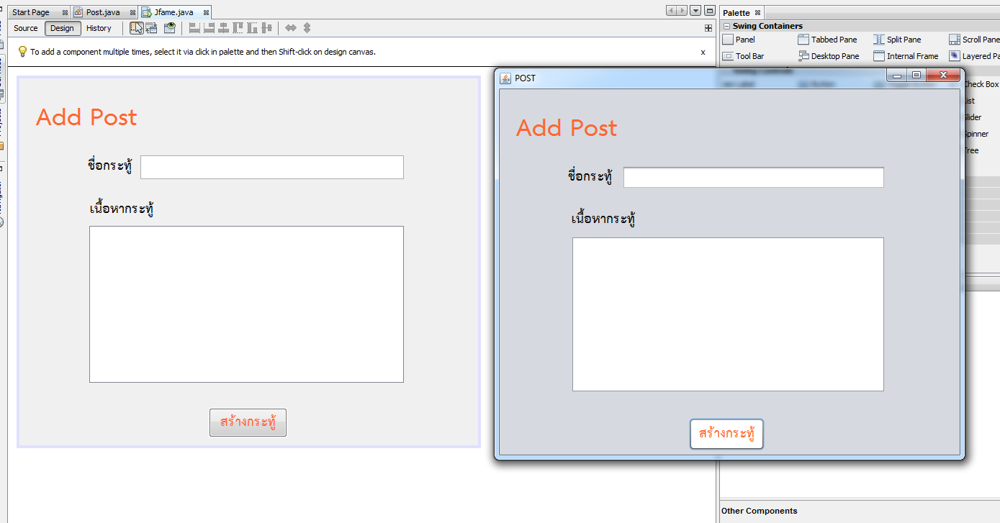 Start Page Post.java Jfame.java
Source Design History
To add a component multiple times, select it via click in palette and then Shift-click on design canvas. x
Add Post
ชื่อกระทู้
เนื้อหากระทู้
สร้างกระทู้
POST
Add Post
ชื่อกระทู้
เนื้อหากระทู้
สร้างกระทู้
Palette
Swing Containers
Panel Tabbed Pane Split Pane Scroll Pane
Tool Bar Desktop Pane Internal Frame Layered Pa
Swing Controls
Check Box
List
Slider
Spinner
Tree
Other Components